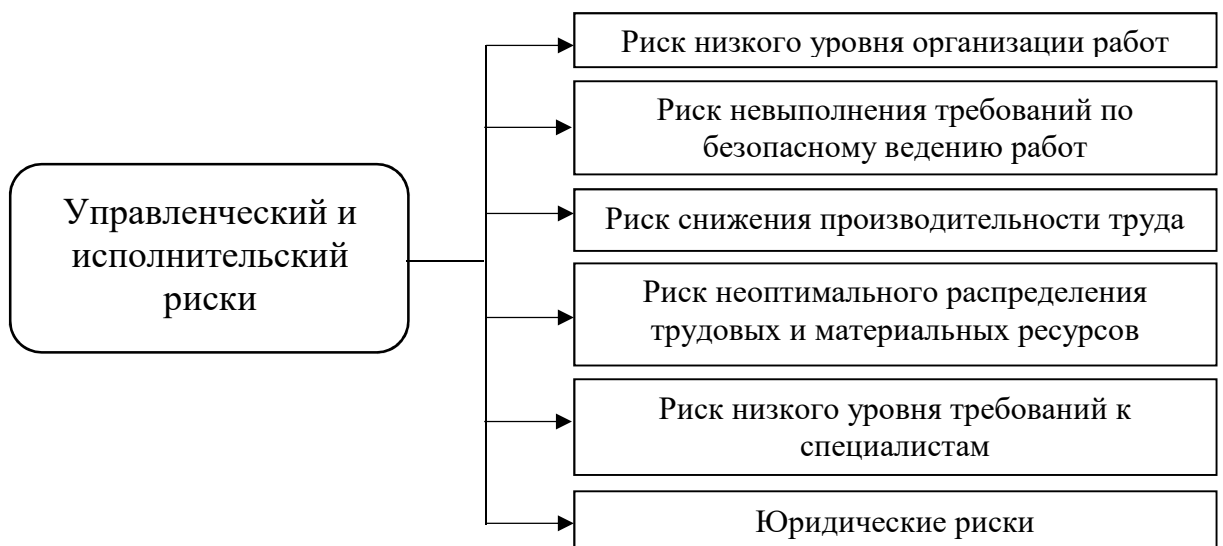 Управленческий и
исполнительский
риски
Риск низкого уровня организации работ
Риск невыполнения требований по
безопасному ведению работ
Риск снижения производительности труда
Риск неоптимального распределения
трудовых и материальных ресурсов
Риск низкого уровня требований к
специалистам
Юридические риски